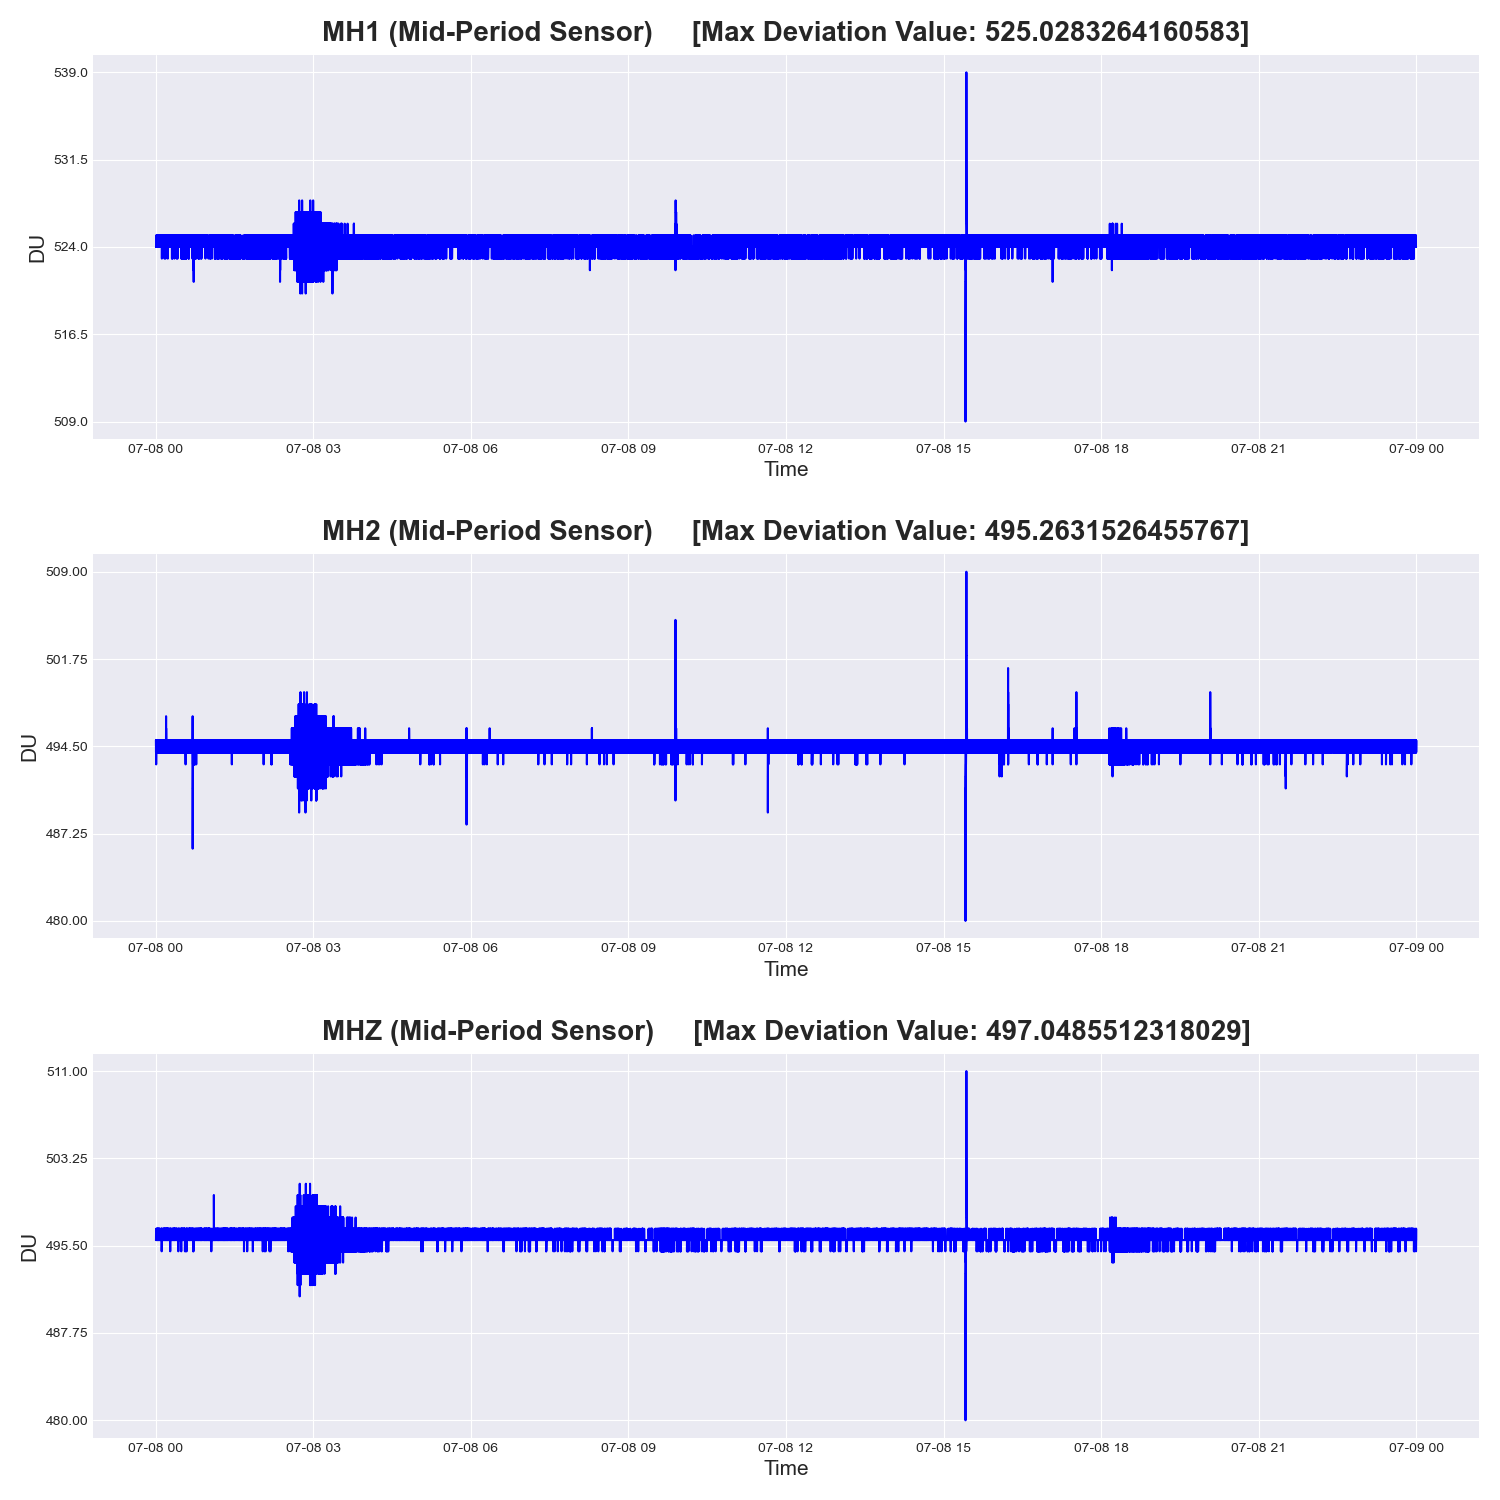 MH1 (Mid-Period Sensor) [Max Deviation Value: 525.0283264160583]
539.0
531.5
524.0
516.5
509.0
DU
07-08 00 07-08 03 07-08 06 07-08 09 07-08 12 07-08 15 07-08 18 07-08 21 07-09 00
Time
MH2 (Mid-Period Sensor) [Max Deviation Value: 495.2631526455767]
509.00
501.75
494.50
487.25
480.00
DU
07-08 00 07-08 03 07-08 06 07-08 09 07-08 12 07-08 15 07-08 18 07-08 21 07-09 00
Time
MHZ (Mid-Period Sensor) [Max Deviation Value: 497.0485512318029]
511.00
503.25
495.50
487.75
480.00
DU
07-08 00 07-08 03 07-08 06 07-08 09 07-08 12 07-08 15 07-08 18 07-08 21 07-09 00
Time